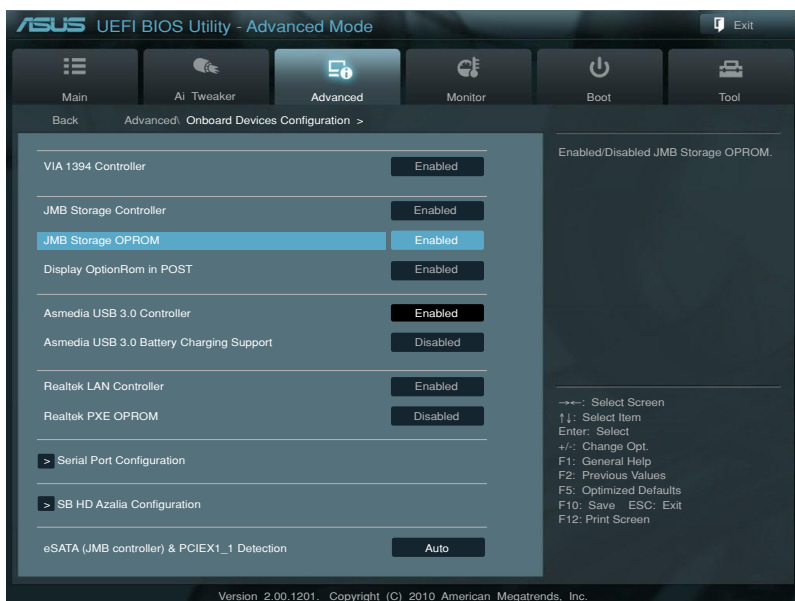 ASUS UEFI BIOS Utility - Advanced Mode
Exit
Main
Ai Tweaker
Advanced
Monitor
Boot
Tool
Back Advanced\ Onboard Devices Configuration >
VIA 1394 Controller Enabled
JMB Storage Controller Enabled
JMB Storage OPROM Enabled
Display OptionRom in POST Enabled
Asmedia USB 3.0 Controller Enabled
Asmedia USB 3.0 Battery Charging Support Disabled
Realtek LAN Controller Enabled
Realtek PXE OPROM Disabled
> Serial Port Configuration
> SB HD Azalia Configuration
eSATA (JMB controller) & PCIEX1_1 Detection Auto
Enabled/Disabled JMB Storage OPROM.
→←: Select Screen
↑↓: Select Item
Enter: Select
+/-: Change Opt.
F1: General Help
F2: Previous Values
F5: Optimized Defaults
F10: Save ESC: Exit
F12: Print Screen
Version 2.00.1201. Copyright (C) 2010 American Megatrends, Inc.